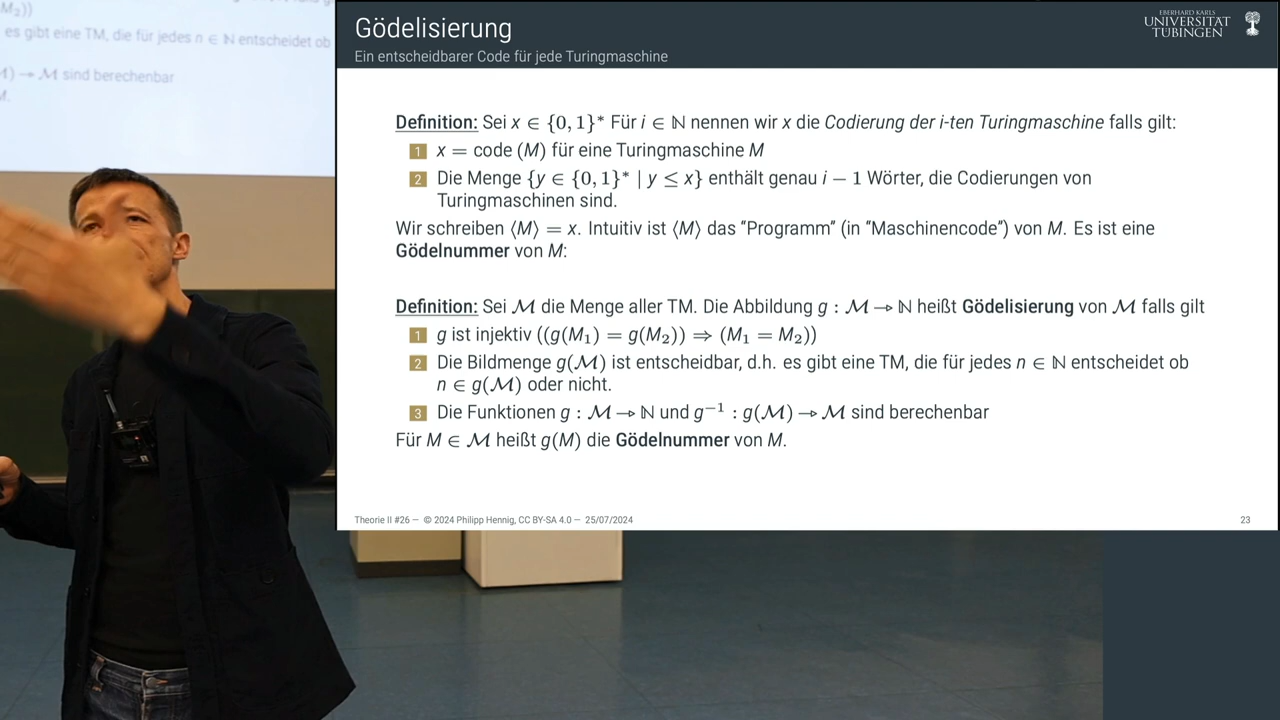 M₂))
es gibt eine TM, die für jedes n ∈ ℕ entscheidet ob
→ ℳ sind berechenbar
M.
Gödelisierung
Ein entscheidbarer Code für jede Turingmaschine
EBERHARD KARLS
UNIVERSITAT
TUBINGEN
Definition: Sei x ∈ {0, 1}* Für i ∈ ℕ nennen wir x die Codierung der i-ten Turingmaschine falls gilt:
1 x = code (M) für eine Turingmaschine M
2 Die Menge {y ∈ {0, 1}* | y ≤ x} enthält genau i − 1 Wörter, die Codierungen von
Turingmaschinen sind.
Wir schreiben ⟨M⟩ = x. Intuitiv ist ⟨M⟩ das “Programm” (in “Maschinencode”) von M. Es ist eine
Gödelnummer von M:
Definition: Sei ℳ die Menge aller TM. Die Abbildung g : ℳ → ℕ heißt Gödelisierung von ℳ falls gilt
1 g ist injektiv ((g(M₁) = g(M₂)) ⇒ (M₁ = M₂))
2 Die Bildmenge g(ℳ) ist entscheidbar, d.h. es gibt eine TM, die für jedes n ∈ ℕ entscheidet ob
n ∈ g(ℳ) oder nicht.
3 Die Funktionen g : ℳ → ℕ und g⁻¹ : g(ℳ) → ℳ sind berechenbar
Für M ∈ ℳ heißt g(M) die Gödelnummer von M.
Theorie II #26 — © 2024 Philipp Hennig, CC BY-SA 4.0 — 25/07/2024
23